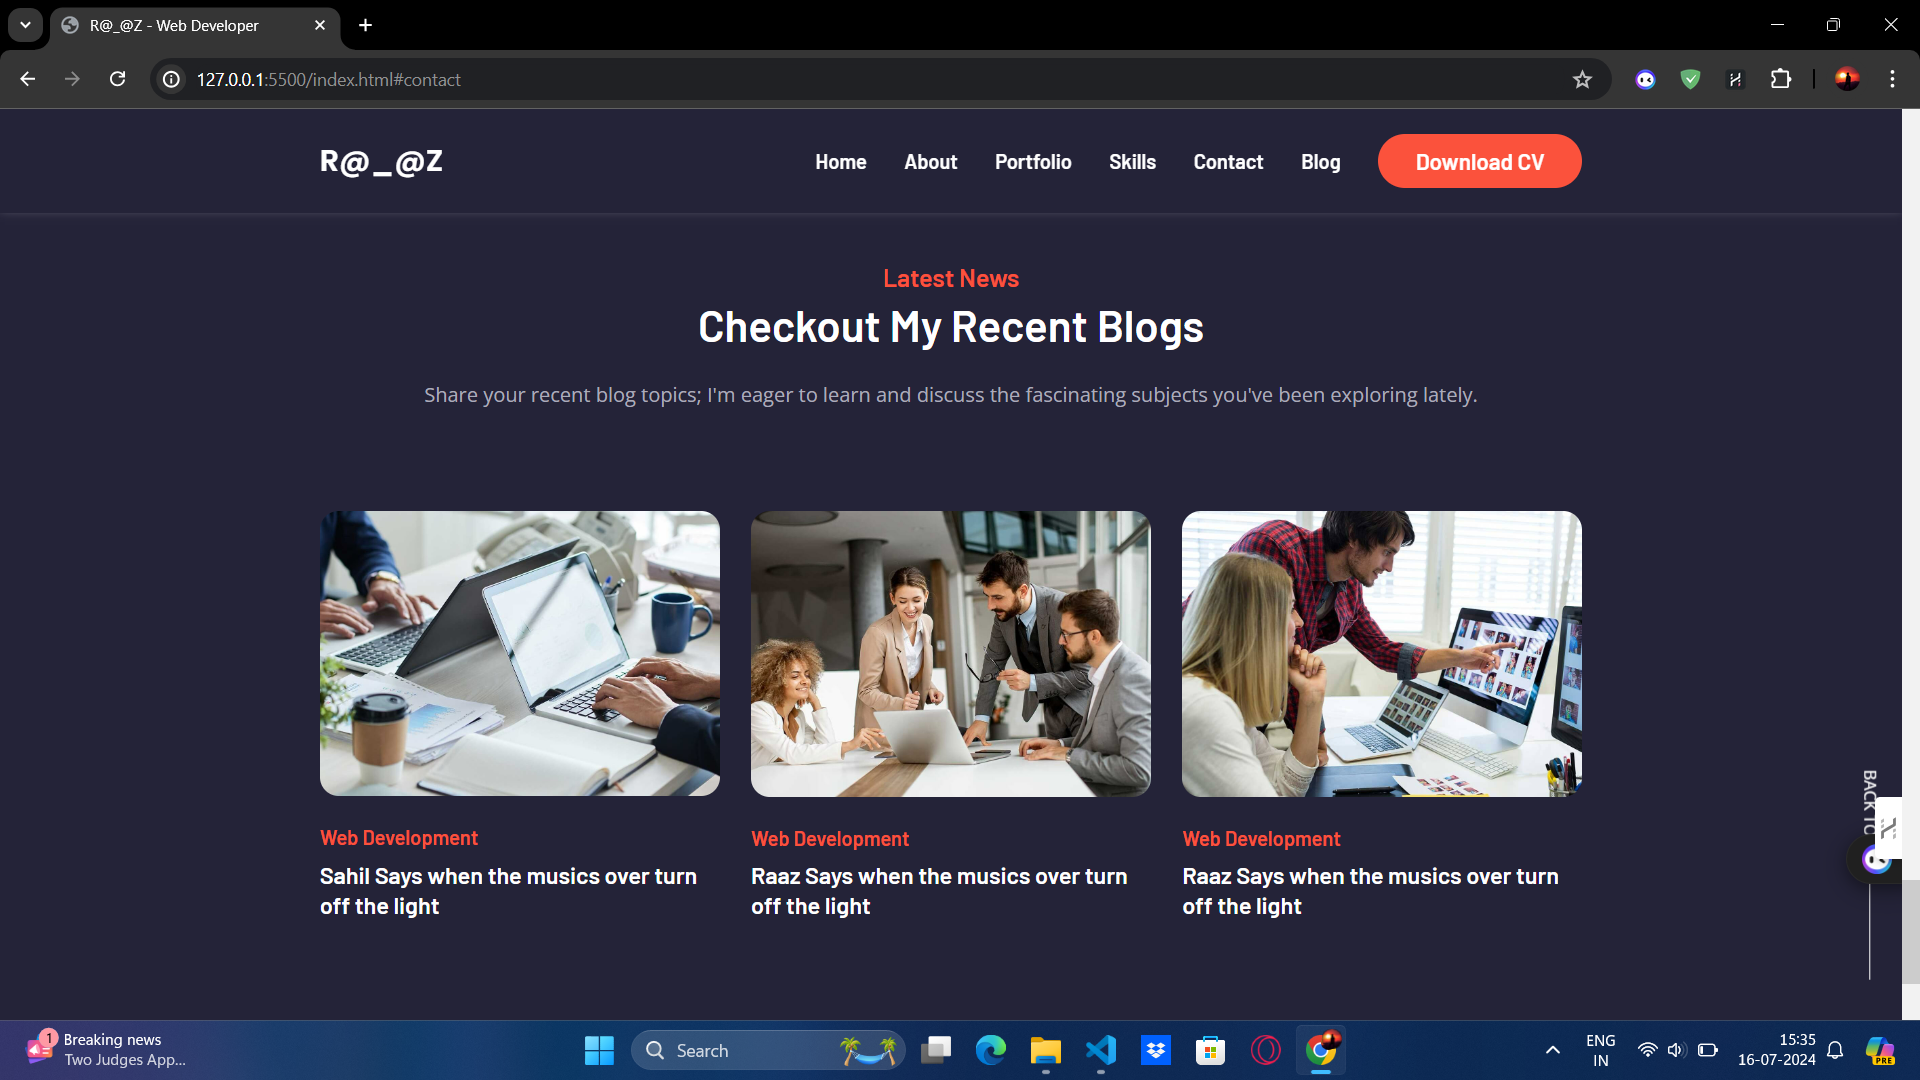 R@_@Z - Web Developer
127.0.0.1:5500/index.html#contact
R@_@Z
Home
About
Portfolio
Skills
Contact
Blog
Download CV
Latest News
Checkout My Recent Blogs
Share your recent blog topics; I'm eager to learn and discuss the fascinating subjects you've been exploring lately.
Web Development
Sahil Says when the musics over turn
off the light
Web Development
Raaz Says when the musics over turn
off the light
Web Development
Raaz Says when the musics over turn
off the light
BACK TO
1
Breaking news
Two Judges App...
Search
ENG
IN
15:35
16-07-2024
PRE